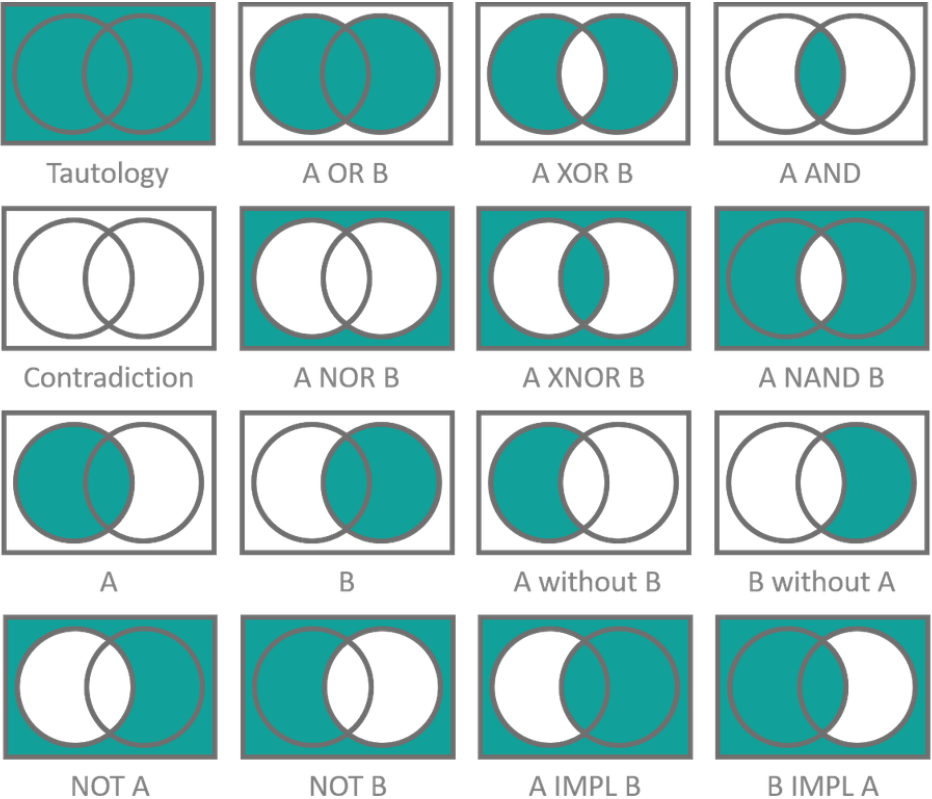 Tautology
A OR B
A XOR B
A AND
Contradiction
A NOR B
A XNOR B
A NAND B
A
B
A without B
B without A
NOT A
NOT B
A IMPL B
B IMPL A